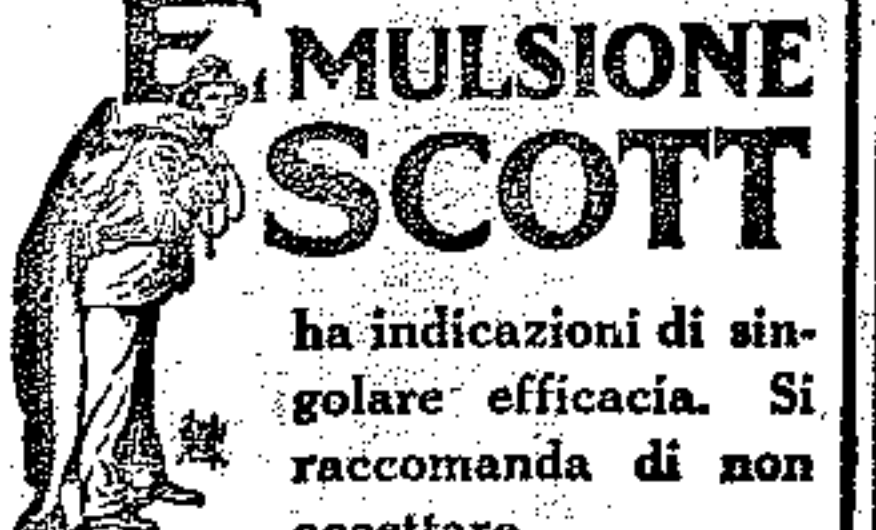 EMULSIONE
SCOTT
ha indicazioni di sin-
golare efficacia. Si
raccomanda di non